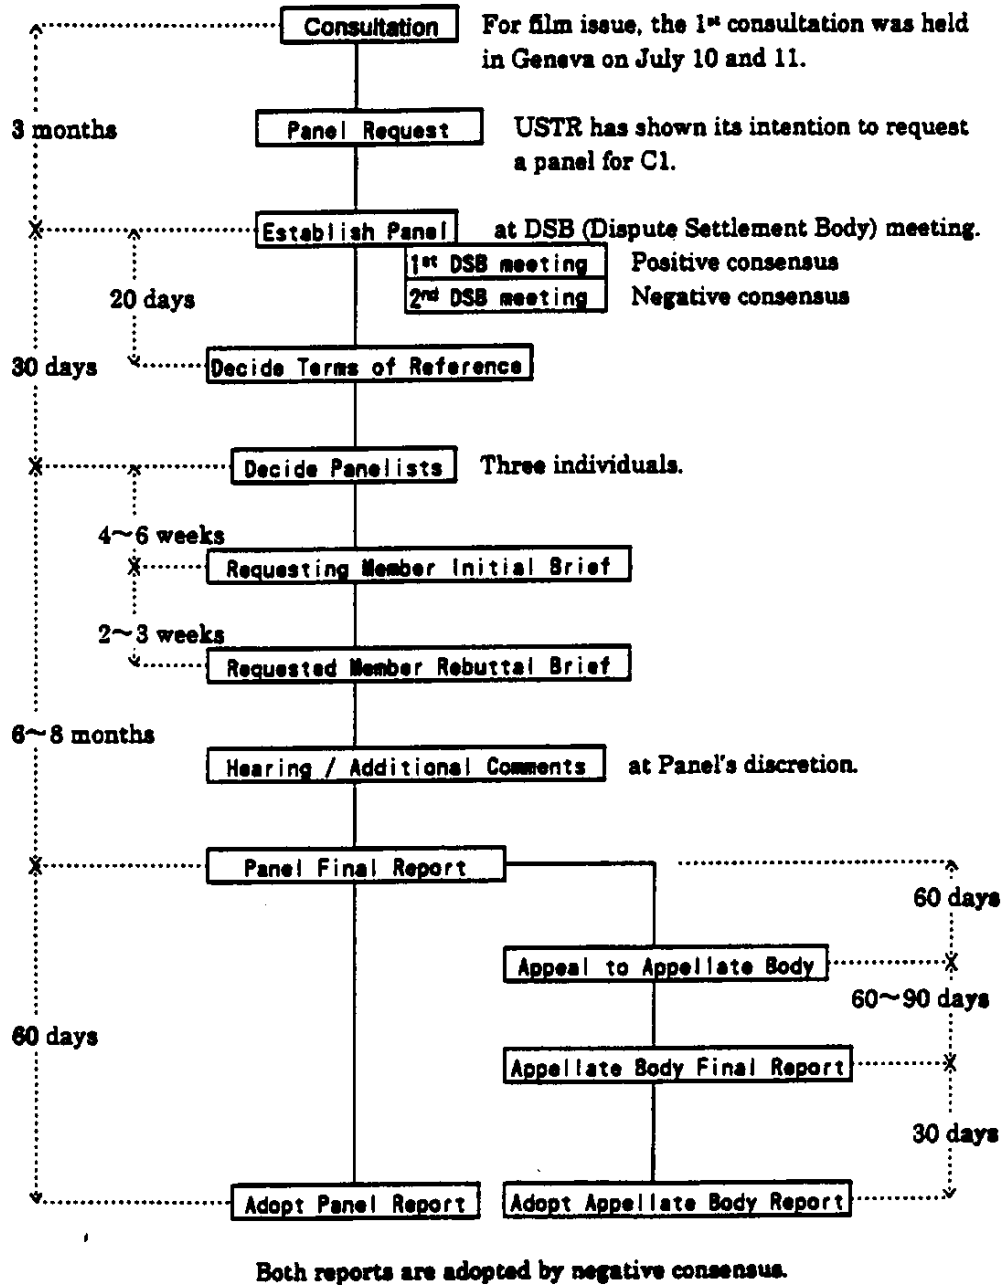 Consultation
For film issue, the 1st consultation was held
in Geneva on July 10 and 11.
3 months
Panel Request
USTR has shown its intention to request
a panel for C1.
Establish Panel
at DSB (Dispute Settlement Body) meeting.
1st DSB meeting
Positive consensus
2nd DSB meeting
Negative consensus
20 days
30 days
Decide Terms of Reference
Decide Panelists
Three individuals.
4~6 weeks
Requesting Member Initial Brief
2~3 weeks
Requested Member Rebuttal Brief
6~8 months
Hearing / Additional Comments
at Panel's discretion.
Panel Final Report
60 days
Appeal to Appellate Body
60~90 days
60 days
Appellate Body Final Report
30 days
Adopt Panel Report
Adopt Appellate Body Report
Both reports are adopted by negative consensus.